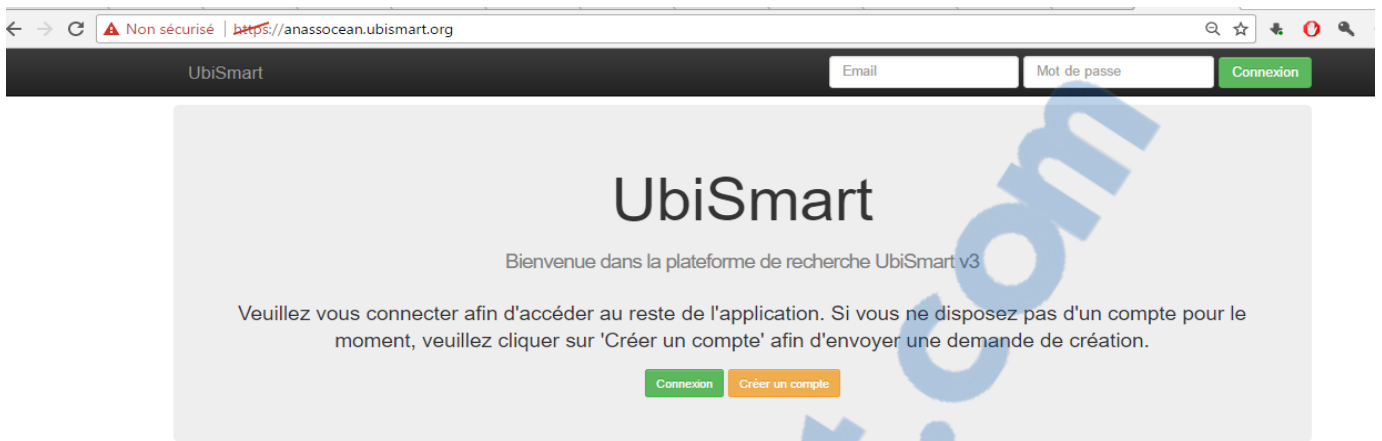 Non sécurisé | https://anassocean.ubismart.org
UbiSmart Email Mot de passe Connexion
UbiSmart
Bienvenue dans la plateforme de recherche UbiSmart v3
Veuillez vous connecter afin d'accéder au reste de l'application. Si vous ne disposez pas d'un compte pour le
moment, veuillez cliquer sur 'Créer un compte' afin d'envoyer une demande de création.
Connexion Créer un compte
.com